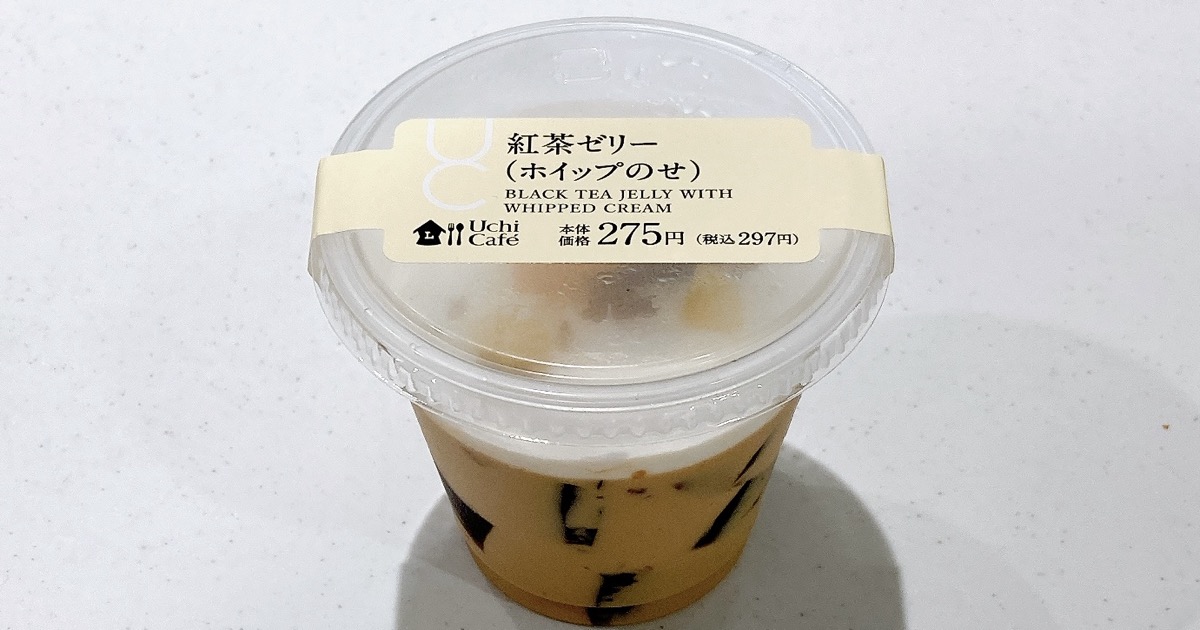 UC
紅茶ゼリー
（ホイップのせ）
BLACK TEA JELLY WITH
WHIPPED CREAM
L Uchi Café
本体価格 275円（税込297円）